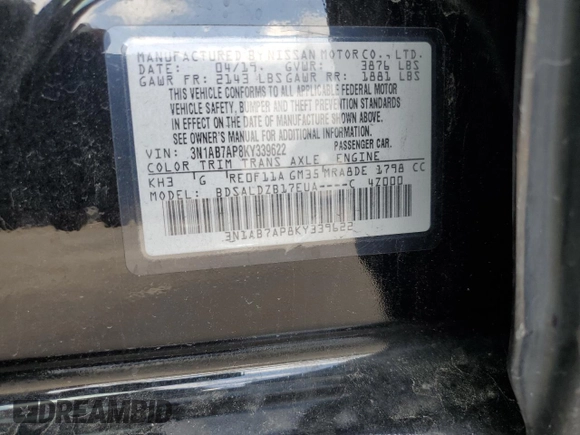 MANUFACTURED BY NISSAN MOTOR CO., LTD.
DATE: 04/19 GVWR: 3876 LBS
GAWR FR: 2143 LBS GAWR RR: 1881 LBS
THIS VEHICLE CONFORMS TO ALL APPLICABLE FEDERAL MOTOR
VEHICLE SAFETY, BUMPER AND THEFT PREVENTION STANDARDS
IN EFFECT ON THE DATE OF MANUFACTURE SHOWN ABOVE.
SEE OWNER'S MANUAL FOR ADDITIONAL INFORMATION.
VIN: 3N1AB7AP8KY339622 PASSENGER CAR.
COLOR TRIM TRANS AXLE ENGINE
KH3 G RE0F11A GM35 MRA8DE 1798 CC
MODEL: BDSALDZB17EUA----C 4Z000
3N1AB7AP8KY339622
DREAMBID